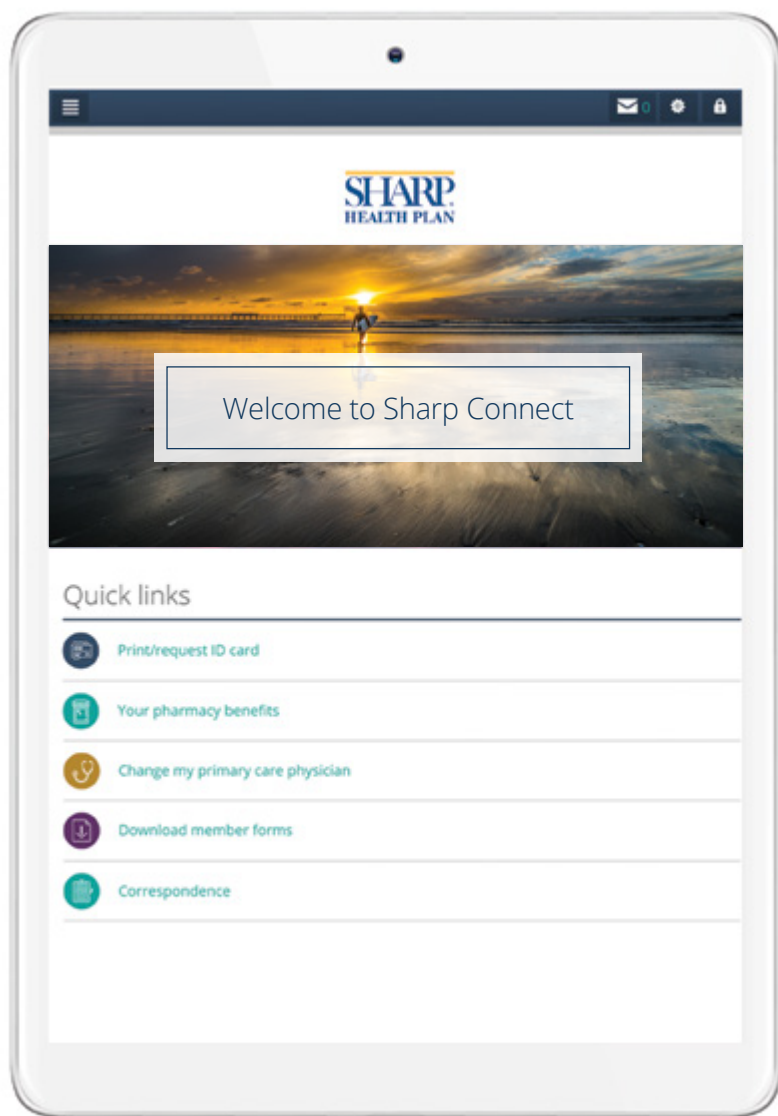 0
SHARP
HEALTH PLAN
Welcome to Sharp Connect
Quick links
Print/request ID card
Your pharmacy benefits
Change my primary care physician
Download member forms
Correspondence